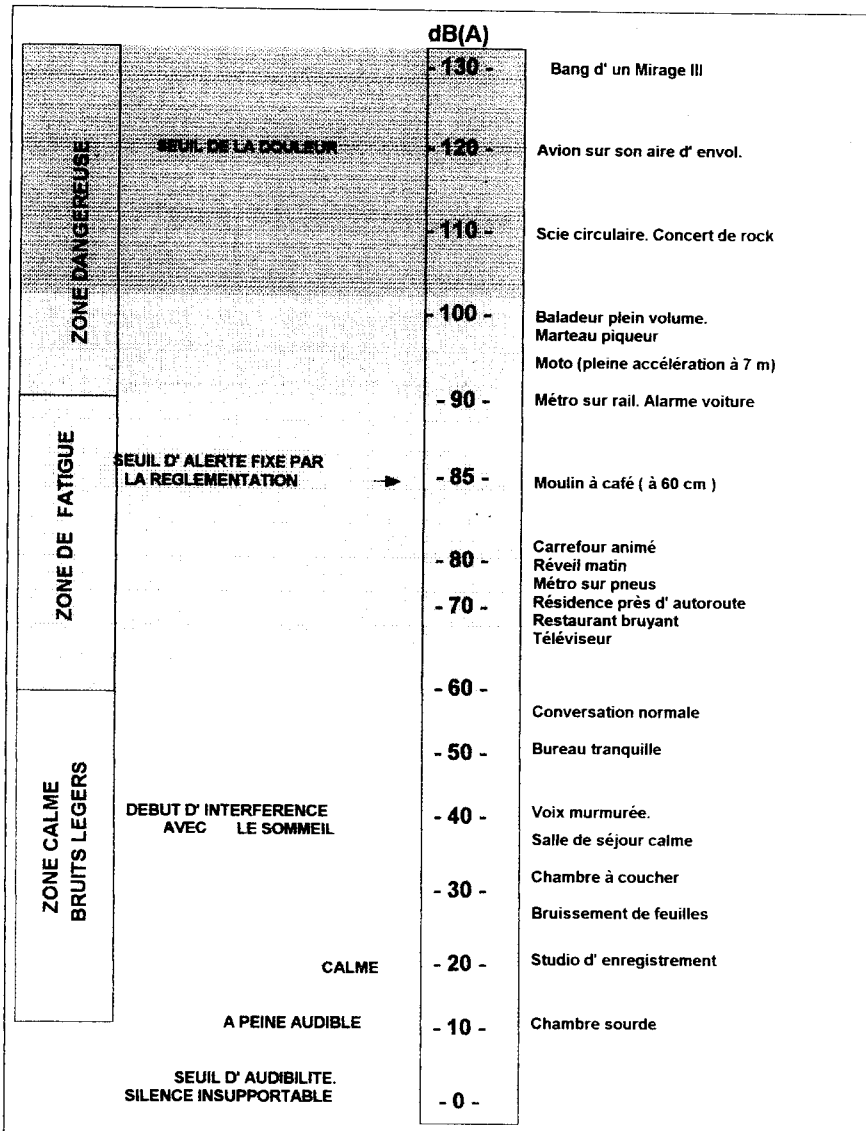 dB(A)
- 130 - Bang d' un Mirage III
SEUIL DE LA DOULEUR - 120 - Avion sur son aire d' envol.
ZONE DANGEREUSE
- 110 - Scie circulaire. Concert de rock
- 100 - Baladeur plein volume.
Marteau piqueur
Moto (pleine accélération à 7 m)
- 90 - Métro sur rail. Alarme voiture
SEUIL D' ALERTE FIXE PAR
LA REGLEMENTATION - 85 - Moulin à café ( à 60 cm )
ZONE DE FATIGUE
Carrefour animé
- 80 - Réveil matin
Métro sur pneus
- 70 - Résidence près d' autoroute
Restaurant bruyant
Téléviseur
- 60 -
Conversation normale
- 50 - Bureau tranquille
DEBUT D' INTERFERENCE - 40 - Voix murmurée.
AVEC LE SOMMEIL
Salle de séjour calme
ZONE CALME
BRUITS LEGERS
Chambre à coucher
- 30 -
Bruissement de feuilles
CALME - 20 - Studio d' enregistrement
A PEINE AUDIBLE - 10 - Chambre sourde
SEUIL D' AUDIBILITE.
SILENCE INSUPPORTABLE - 0 -